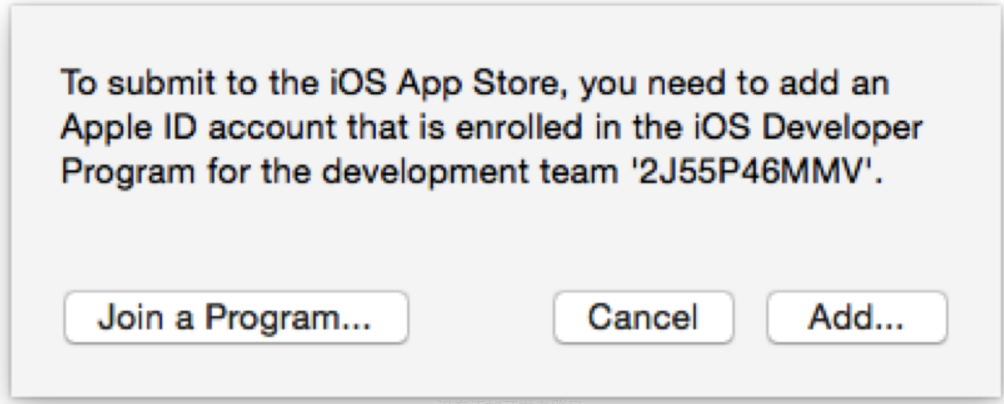 To submit to the iOS App Store, you need to add an
Apple ID account that is enrolled in the iOS Developer
Program for the development team '2J55P46MMV'.
Join a Program... Cancel Add...